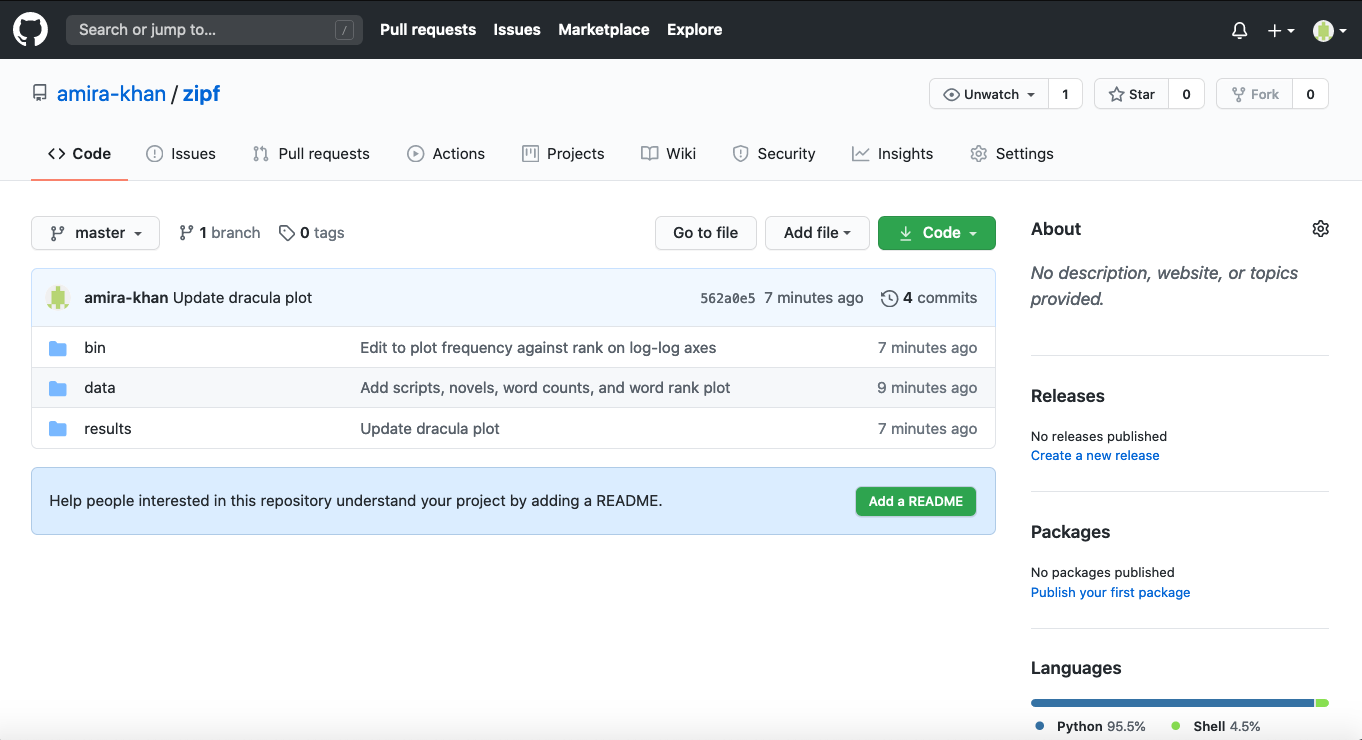 Search or jump to... / Pull requests Issues Marketplace Explore
amira-khan / zipf Unwatch 1 Star 0 Fork 0
Code Issues Pull requests Actions Projects Wiki Security Insights Settings
master 1 branch 0 tags Go to file Add file Code
amira-khan Update dracula plot 562a0e5 7 minutes ago 4 commits
bin Edit to plot frequency against rank on log-log axes 7 minutes ago
data Add scripts, novels, word counts, and word rank plot 9 minutes ago
results Update dracula plot 7 minutes ago
Help people interested in this repository understand your project by adding a README. Add a README
About
No description, website, or topics
provided.
Releases
No releases published
Create a new release
Packages
No packages published
Publish your first package
Languages
Python 95.5% Shell 4.5%